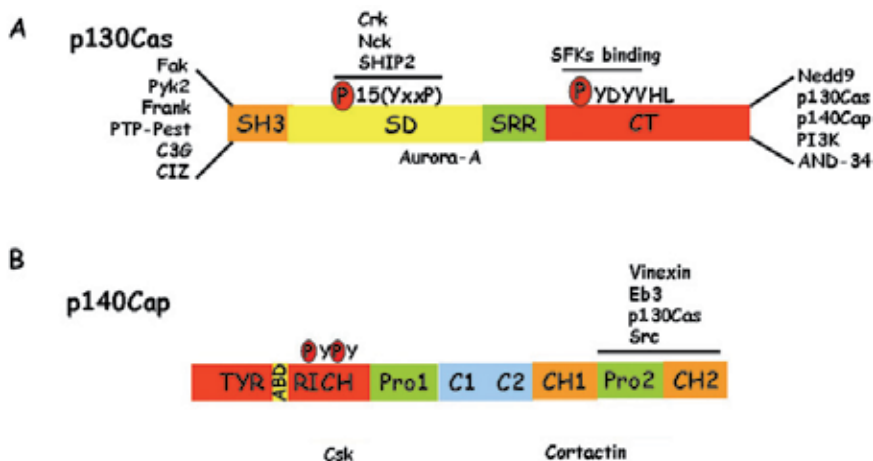 A
p130Cas
Fak
Pyk2
Frank
PTP-Pest
C3G
CIZ
Crk
Nck
SHIP2
P 15(YxxP)
SFKs binding
P YDYVHL
SH3 SD SRR CT
Aurora-A
Nedd9
p130Cas
p140Cap
PI3K
AND-34
B
p140Cap
Vinexin
Eb3
p130Cas
Src
P Y P Y
TYR ABD RICH Pro1 C1 C2 CH1 Pro2 CH2
Csk
Cortactin